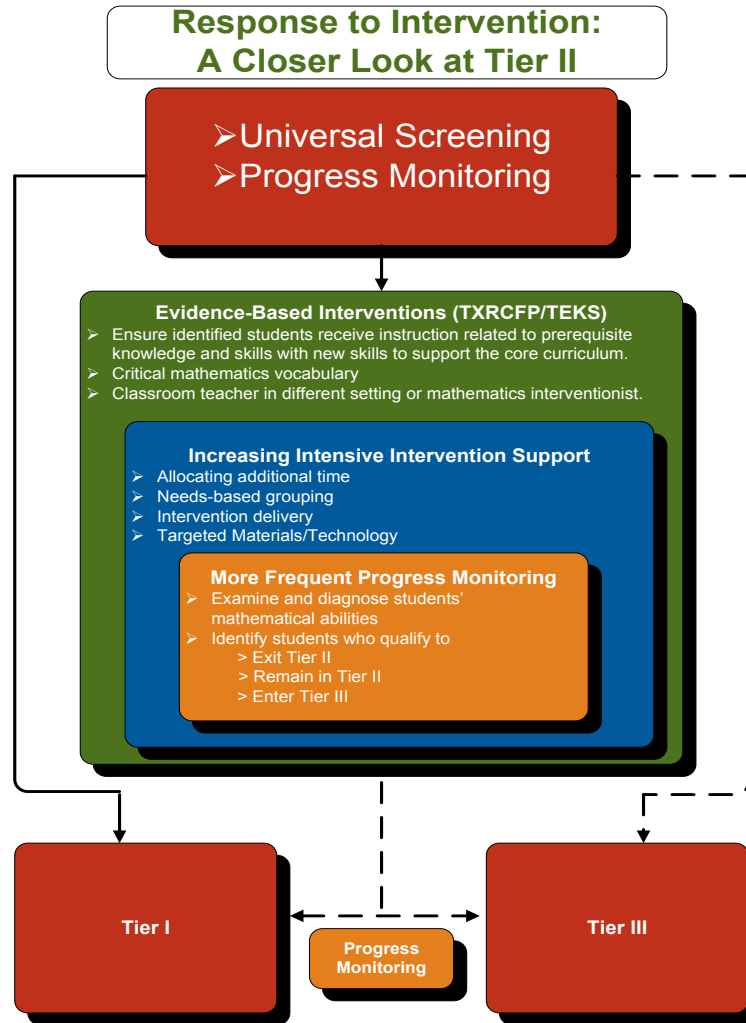 Response to Intervention:
A Closer Look at Tier II
➢Universal Screening
➢Progress Monitoring
Evidence-Based Interventions (TXRCFP/TEKS)
➢ Ensure identified students receive instruction related to prerequisite
knowledge and skills with new skills to support the core curriculum.
➢ Critical mathematics vocabulary
➢ Classroom teacher in different setting or mathematics interventionist.
Increasing Intensive Intervention Support
➢ Allocating additional time
➢ Needs-based grouping
➢ Intervention delivery
➢ Targeted Materials/Technology
More Frequent Progress Monitoring
➢ Examine and diagnose students’
mathematical abilities
➢ Identify students who qualify to
> Exit Tier II
> Remain in Tier II
> Enter Tier III
Tier I
Progress
Monitoring
Tier III